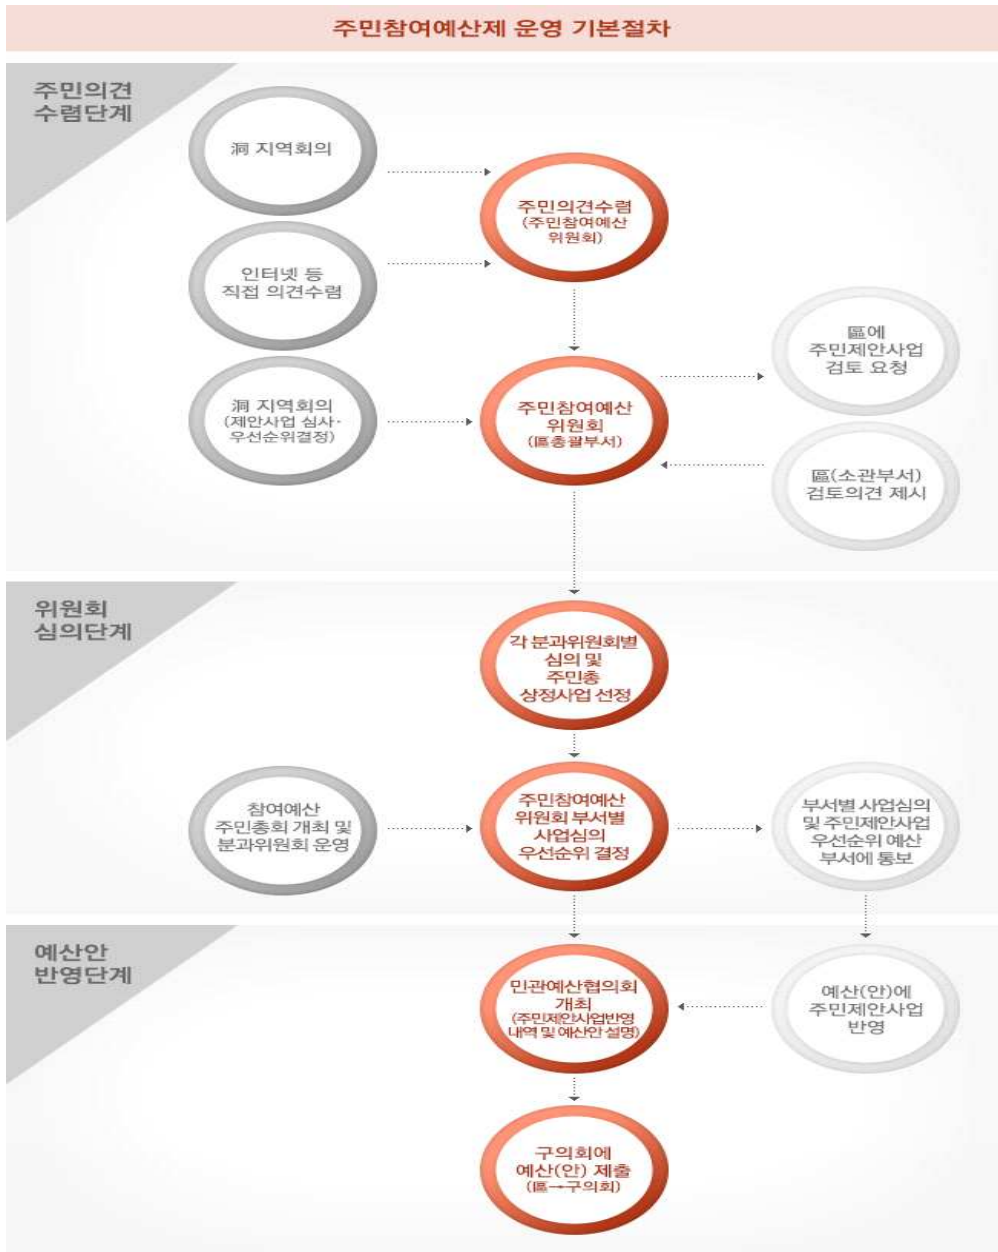 주민참여예산제 운영 기본절차
주민의견
수렴단계
洞 지역회의
주민의견수렴
(주민참여예산
위원회)
인터넷 등
직접 의견수렴
區에
주민제안사업
검토 요청
洞 지역회의
(제안사업 심사·
우선순위결정)
주민참여예산
위원회
(區총괄부서)
區(소관부서)
검토의견 제시
위원회
심의단계
각 분과위원회별
심의 및
주민총
상정사업 선정
참여예산
주민총회 개최 및
분과위원회 운영
주민참여예산
위원회 부서별
사업심의
우선순위 결정
부서별 사업심의
및 주민제안사업
우선순위 예산
부서에 통보
예산안
반영단계
민관예산협의회
개최
(주민제안사업반영
내역 및 예산안 설명)
예산(안)에
주민제안사업
반영
구의회에
예산(안) 제출
(區→구의회)